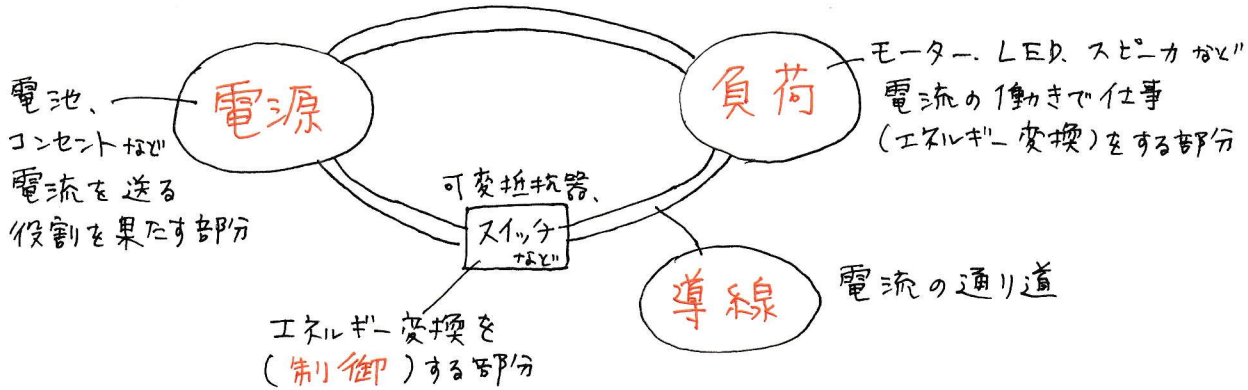 電池、
コンセントなど
電流を送る
役割を果たす部分
電源
負荷
モーター、LED、スピーカなど
電流の働きで仕事
(エネルギー変換)をする部分
可変抵抗器、
スイッチ
など
導線
電流の通り道
エネルギー変換を
(制御)する部分